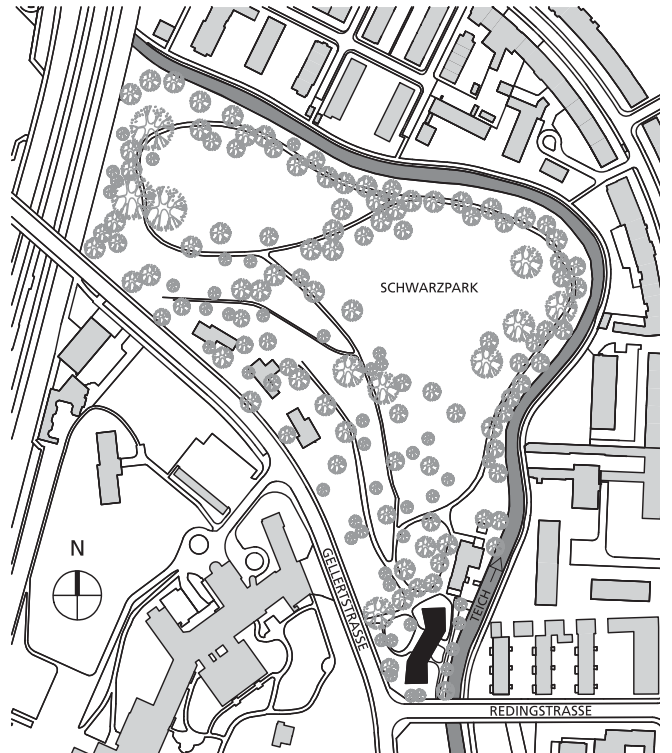 SCHWARZPARK
N
GELLERTSTRASSE
TEICH
REDINGSTRASSE